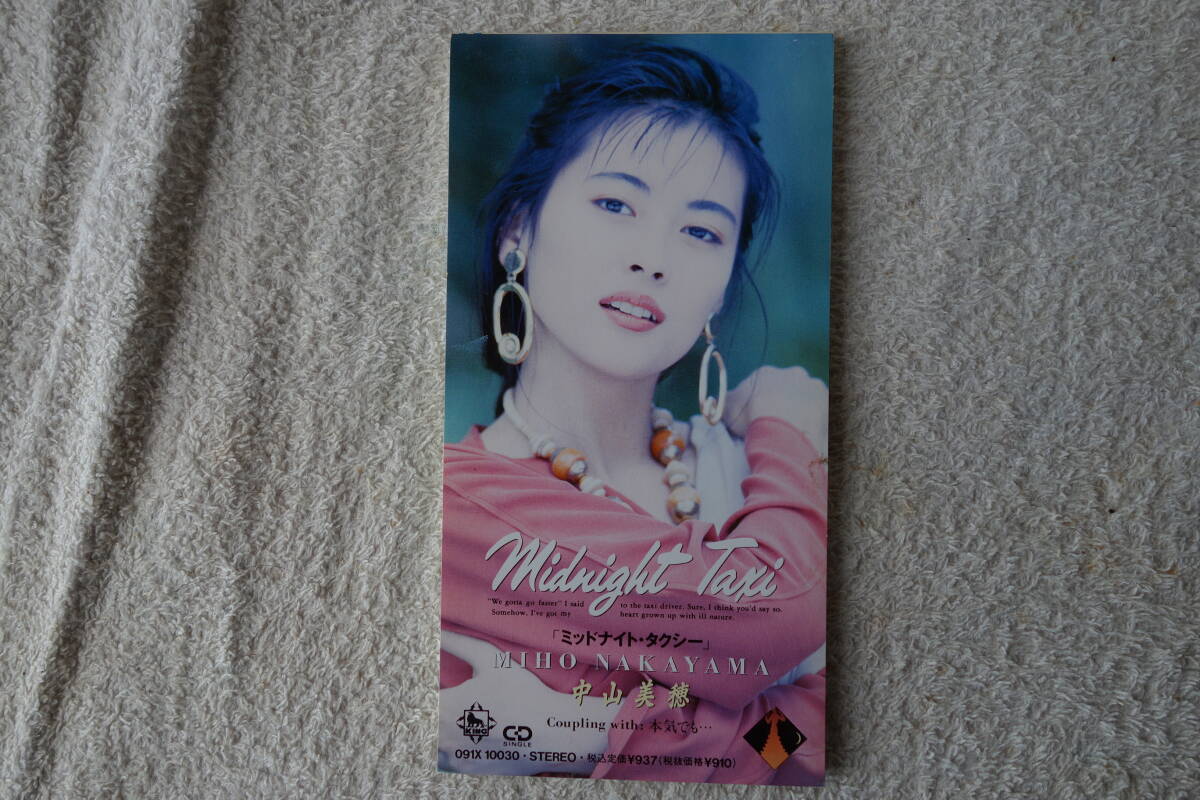 Midnight Taxi
"We gotta go faster" I said to the taxi driver. Sure, I think you'd say so.
Somehow, I've got my heart grown up with ill nature.
「ミッドナイト・タクシー」
MIHO NAKAYAMA
中山美穂
Coupling with: 本気でも…
KING
CD
SINGLE
091X 10030・STEREO・税込定価¥937(税抜価格¥910)